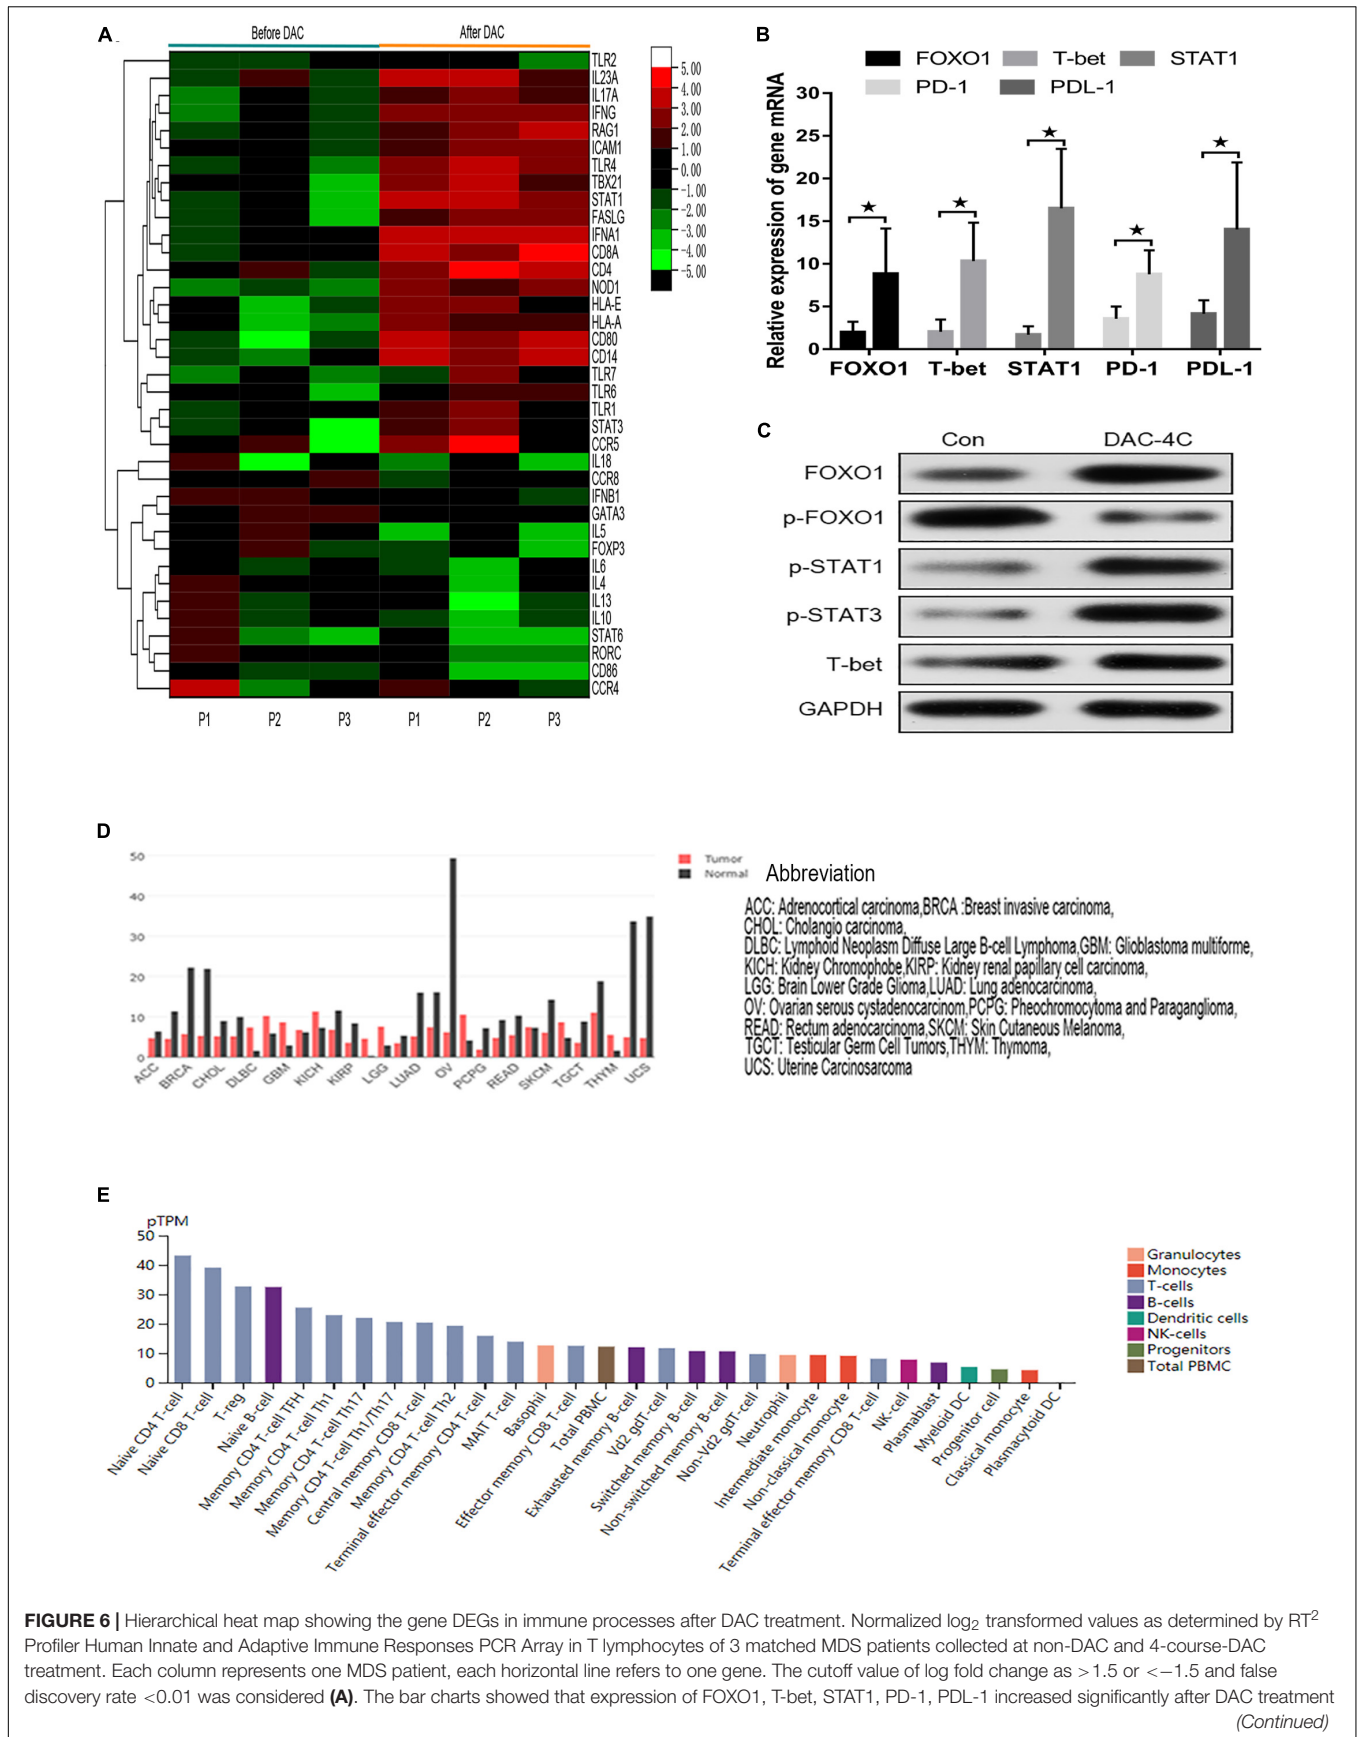 A
Before DAC
After DAC
TLR2
IL23A
IL17A
IFNG
RAG1
ICAM1
TLR4
TBX21
STAT1
FASLG
IFNA1
CD8A
CD4
NOD1
HLA-E
HLA-A
CD80
CD14
TLR7
TLR6
TLR1
STAT3
CCR5
IL18
CCR8
IFNB1
GATA3
IL5
FOXP3
IL6
IL4
IL13
IL10
STAT6
RORC
CD86
CCR4
P1 P2 P3 P1 P2 P3
5.00
4.00
3.00
2.00
1.00
0.00
-1.00
-2.00
-3.00
-4.00
-5.00
B
FOXO1 T-bet STAT1
PD-1 PDL-1
Relative expression of gene mRNA
30
25
20
15
10
5
0
★ ★ ★ ★ ★
FOXO1 T-bet STAT1 PD-1 PDL-1
C
Con DAC-4C
FOXO1
p-FOXO1
p-STAT1
p-STAT3
T-bet
GAPDH
D
50
40
30
20
10
0
ACC BRCA CHOL DLBC GBM KICH KIRP LGG LUAD OV PCPG READ SKCM TGCT THYM UCS
Tumor
Normal
Abbreviation
ACC: Adrenocortical carcinoma,BRCA :Breast invasive carcinoma,
CHOL: Cholangio carcinoma,
DLBC: Lymphoid Neoplasm Diffuse Large B-cell Lymphoma,GBM: Glioblastoma multiforme,
KICH: Kidney Chromophobe,KIRP: Kidney renal papillary cell carcinoma,
LGG: Brain Lower Grade Glioma,LUAD: Lung adenocarcinoma,
OV: Ovarian serous cystadenocarcinom,PCPG: Pheochromocytoma and Paraganglioma,
READ: Rectum adenocarcinoma,SKCM: Skin Cutaneous Melanoma,
TGCT: Testicular Germ Cell Tumors,THYM: Thymoma,
UCS: Uterine Carcinosarcoma
E
pTPM
50
40
30
20
10
0
Naïve CD4 T-cell
Naïve CD8 T-cell
T-reg
Naïve B-cell
Memory CD4 T-cell TFH
Memory CD4 T-cell Th1
Memory CD4 T-cell Th17
Memory CD4 T-cell Th1/Th17
Central memory CD8 T-cell
Memory CD4 T-cell Th2
Terminal effector memory CD4 T-cell
MAIT T-cell
Basophil
Effector memory CD8 T-cell
Total PBMC
Exhausted memory B-cell
Vd2 gdT-cell
Switched memory B-cell
Non-switched memory B-cell
Non-Vd2 gdT-cell
Neutrophil
Intermediate monocyte
Non-classical monocyte
Terminal effector memory CD8 T-cell
NK-cell
Plasmablast
Myeloid DC
Progenitor cell
Classical monocyte
Plasmacytoid DC
Granulocytes
Monocytes
T-cells
B-cells
Dendritic cells
NK-cells
Progenitors
Total PBMC
FIGURE 6 | Hierarchical heat map showing the gene DEGs in immune processes after DAC treatment. Normalized log₂ transformed values as determined by RT²
Profiler Human Innate and Adaptive Immune Responses PCR Array in T lymphocytes of 3 matched MDS patients collected at non-DAC and 4-course-DAC
treatment. Each column represents one MDS patient, each horizontal line refers to one gene. The cutoff value of log fold change as >1.5 or <−1.5 and false
discovery rate <0.01 was considered (A). The bar charts showed that expression of FOXO1, T-bet, STAT1, PD-1, PDL-1 increased significantly after DAC treatment
(Continued)